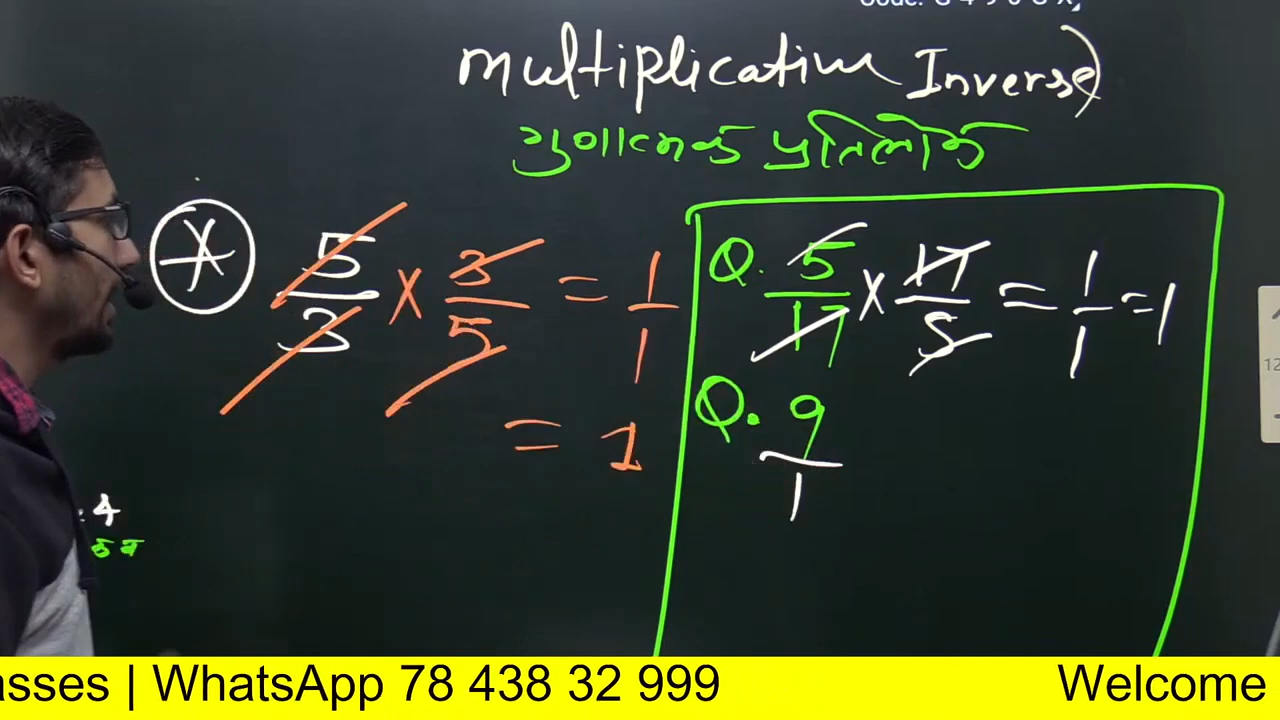 multiplicative Inverse)
गुणात्मक प्रतिलोम
* 5/3 × 3/5 = 1/1
= 1
Q. 5/17 × 17/5 = 1/1 = 1
Q. 9/1
4
asses | WhatsApp 78 438 32 999
Welcome